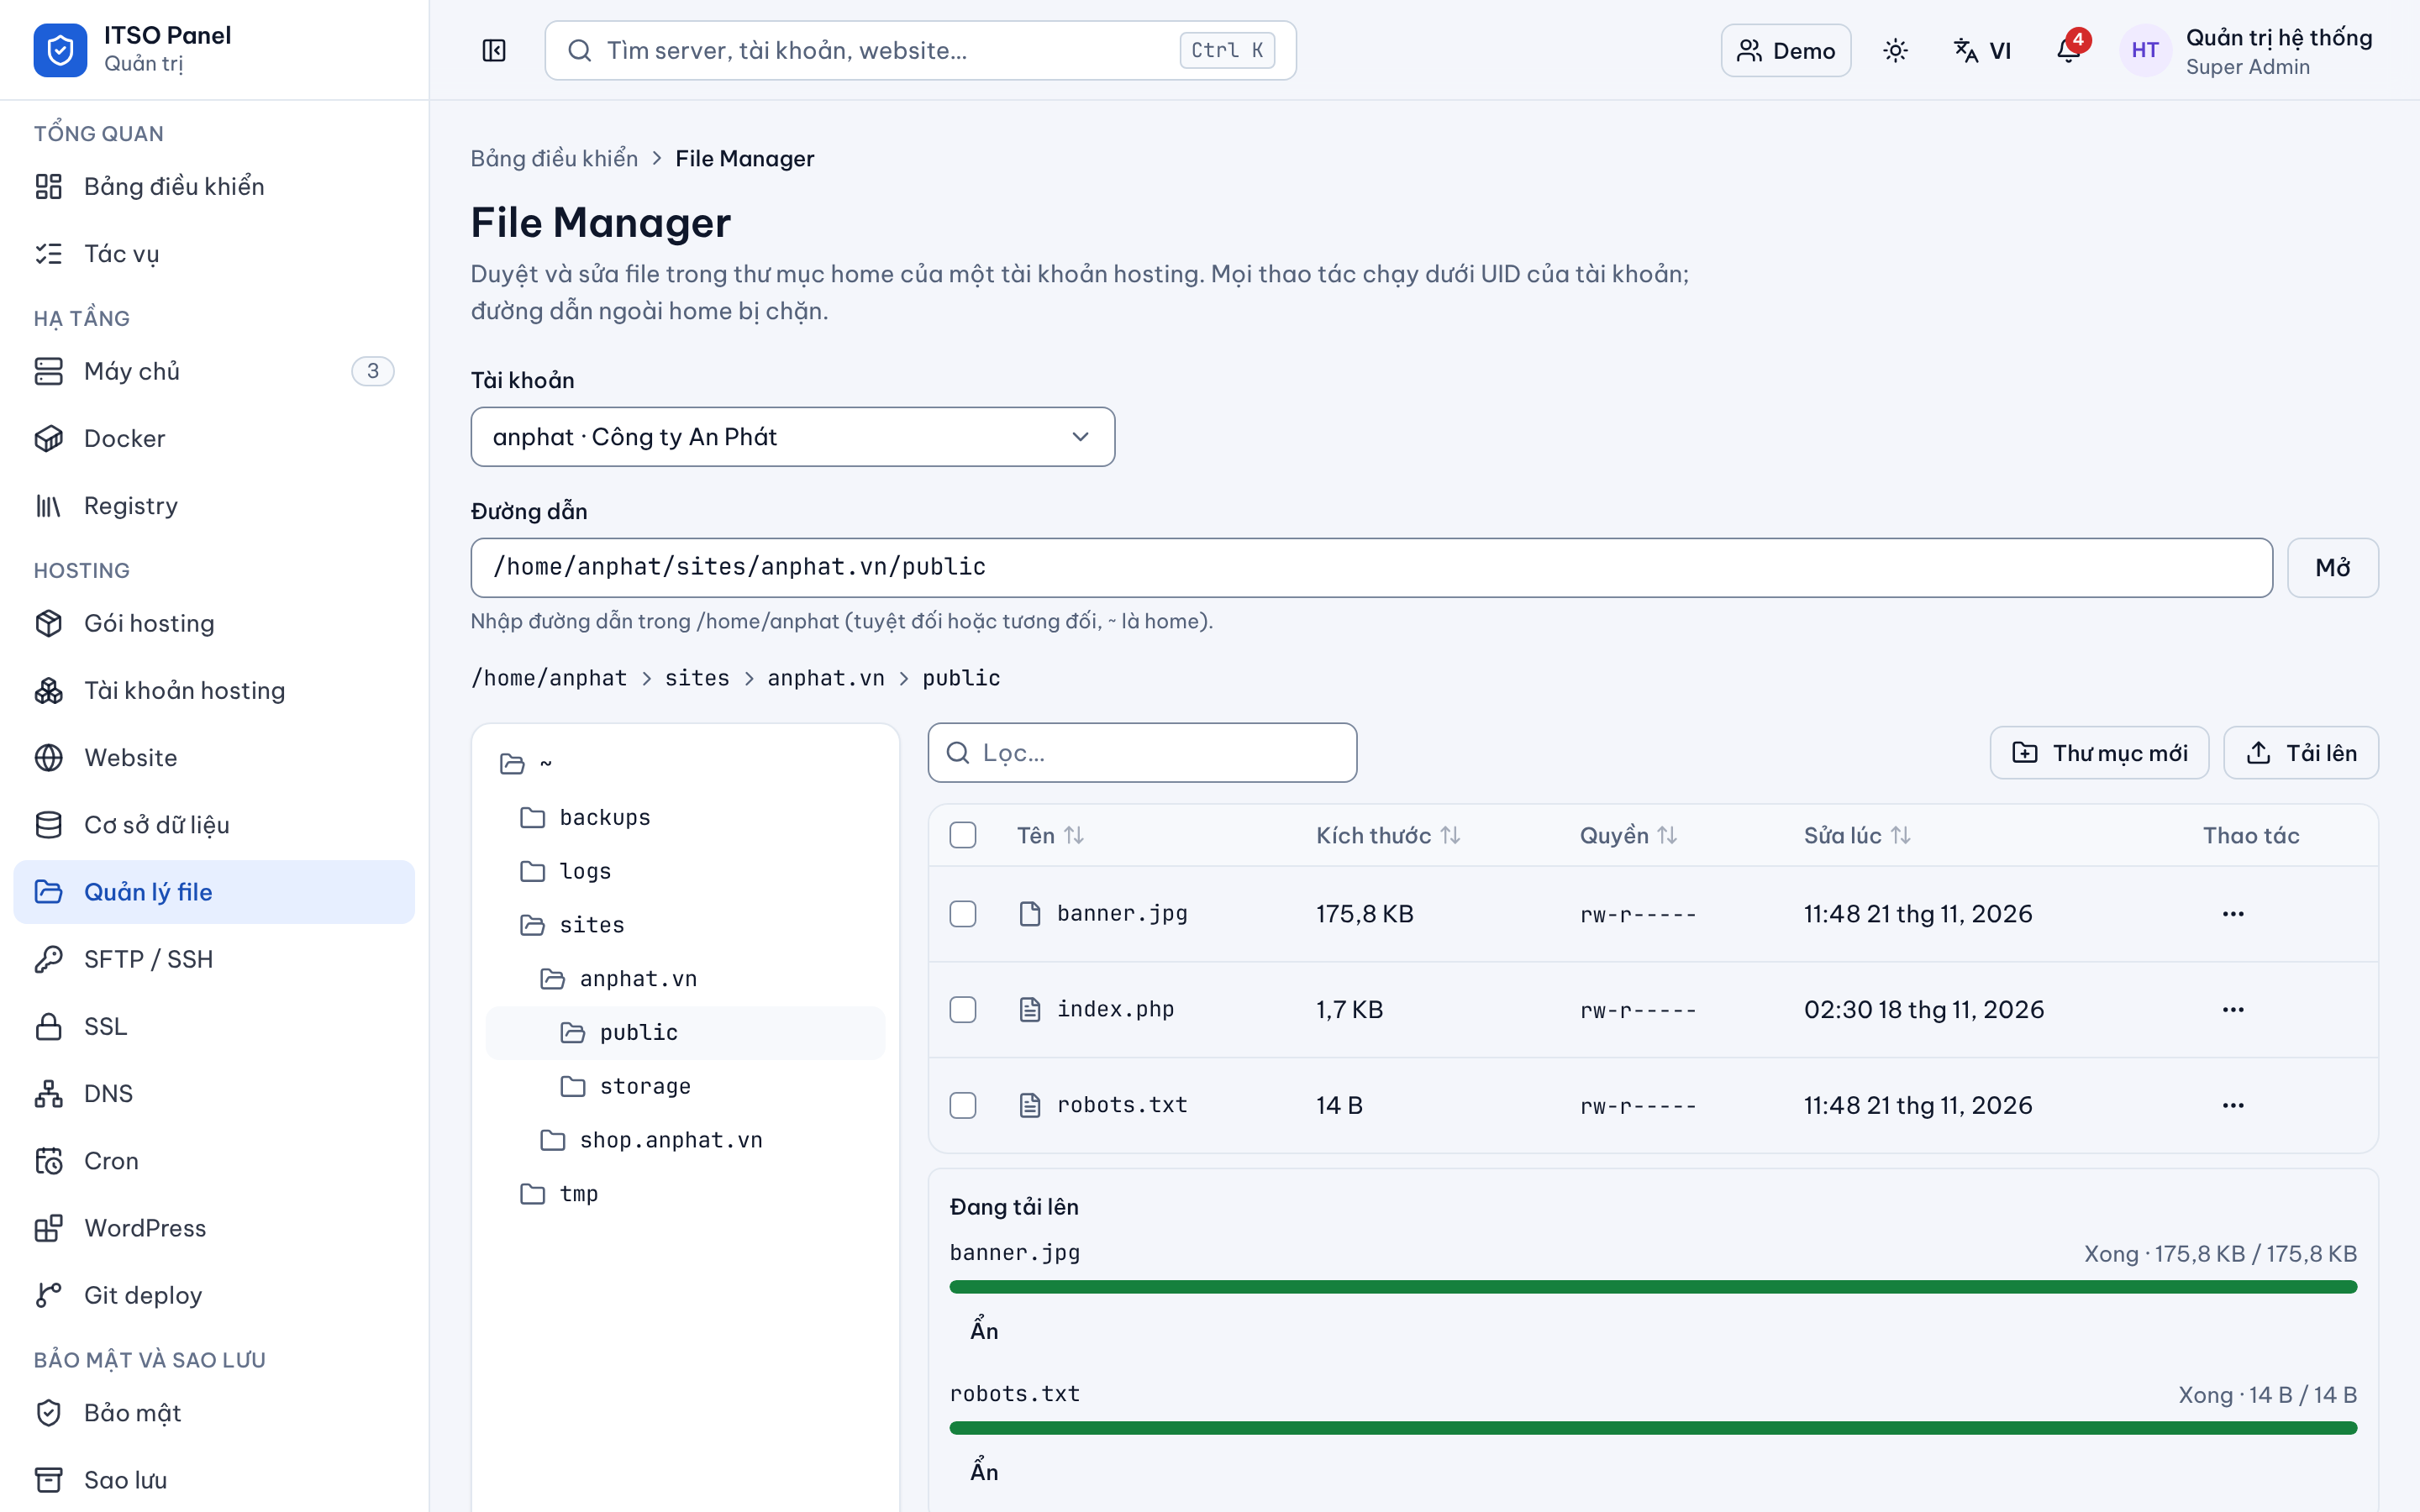 ITSO Panel
Quản trị
Tìm server, tài khoản, website...
Ctrl K
Demo
VI
4
HT
Quản trị hệ thống
Super Admin
TỔNG QUAN
Bảng điều khiển
Tác vụ
HẠ TẦNG
Máy chủ
3
Docker
Registry
HOSTING
Gói hosting
Tài khoản hosting
Website
Cơ sở dữ liệu
Quản lý file
SFTP / SSH
SSL
DNS
Cron
WordPress
Git deploy
BẢO MẬT VÀ SAO LƯU
Bảo mật
Sao lưu
Bảng điều khiển > File Manager
File Manager
Duyệt và sửa file trong thư mục home của một tài khoản hosting. Mọi thao tác chạy dưới UID của tài khoản;
đường dẫn ngoài home bị chặn.
Tài khoản
anphat · Công ty An Phát
Đường dẫn
/home/anphat/sites/anphat.vn/public
Mở
Nhập đường dẫn trong /home/anphat (tuyệt đối hoặc tương đối, ~ là home).
/home/anphat > sites > anphat.vn > public
~
backups
logs
sites
anphat.vn
public
storage
shop.anphat.vn
tmp
Lọc...
Thư mục mới
Tải lên
Tên Kích thước Quyền Sửa lúc Thao tác
banner.jpg 175,8 KB rw-r----- 11:48 21 thg 11, 2026
index.php 1,7 KB rw-r----- 02:30 18 thg 11, 2026
robots.txt 14 B rw-r----- 11:48 21 thg 11, 2026
Đang tải lên
banner.jpg Xong · 175,8 KB / 175,8 KB
Ẩn
robots.txt Xong · 14 B / 14 B
Ẩn